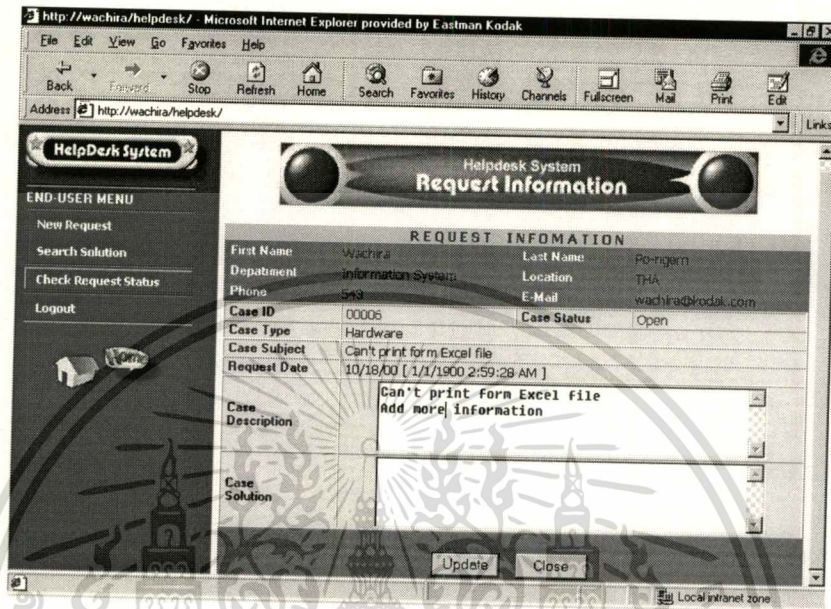 http://wachira/helpdesk/ - Microsoft Internet Explorer provided by Eastman Kodak
File Edit View Go Favorites Help
Back Forward Stop Refresh Home Search Favorites History Channels Fullscreen Mail Print Edit
Address http://wachira/helpdesk/ Links
HelpDesk System
END-USER MENU
New Request
Search Solution
Check Request Status
Logout
Home
Helpdesk System
Request Information
REQUEST INFOMATION
First Name Wachira Last Name Po-ngern
Depatment Information System Location THA
Phone 543 E-Mail wachira@kodak.com
Case ID 00006 Case Status Open
Case Type Hardware
Case Subject Can't print form Excel file
Request Date 10/18/00 [ 1/1/1900 2:59:28 AM ]
Case Description
Can't print form Excel file
Add more information
Case Solution
Update Close
Local intranet zone